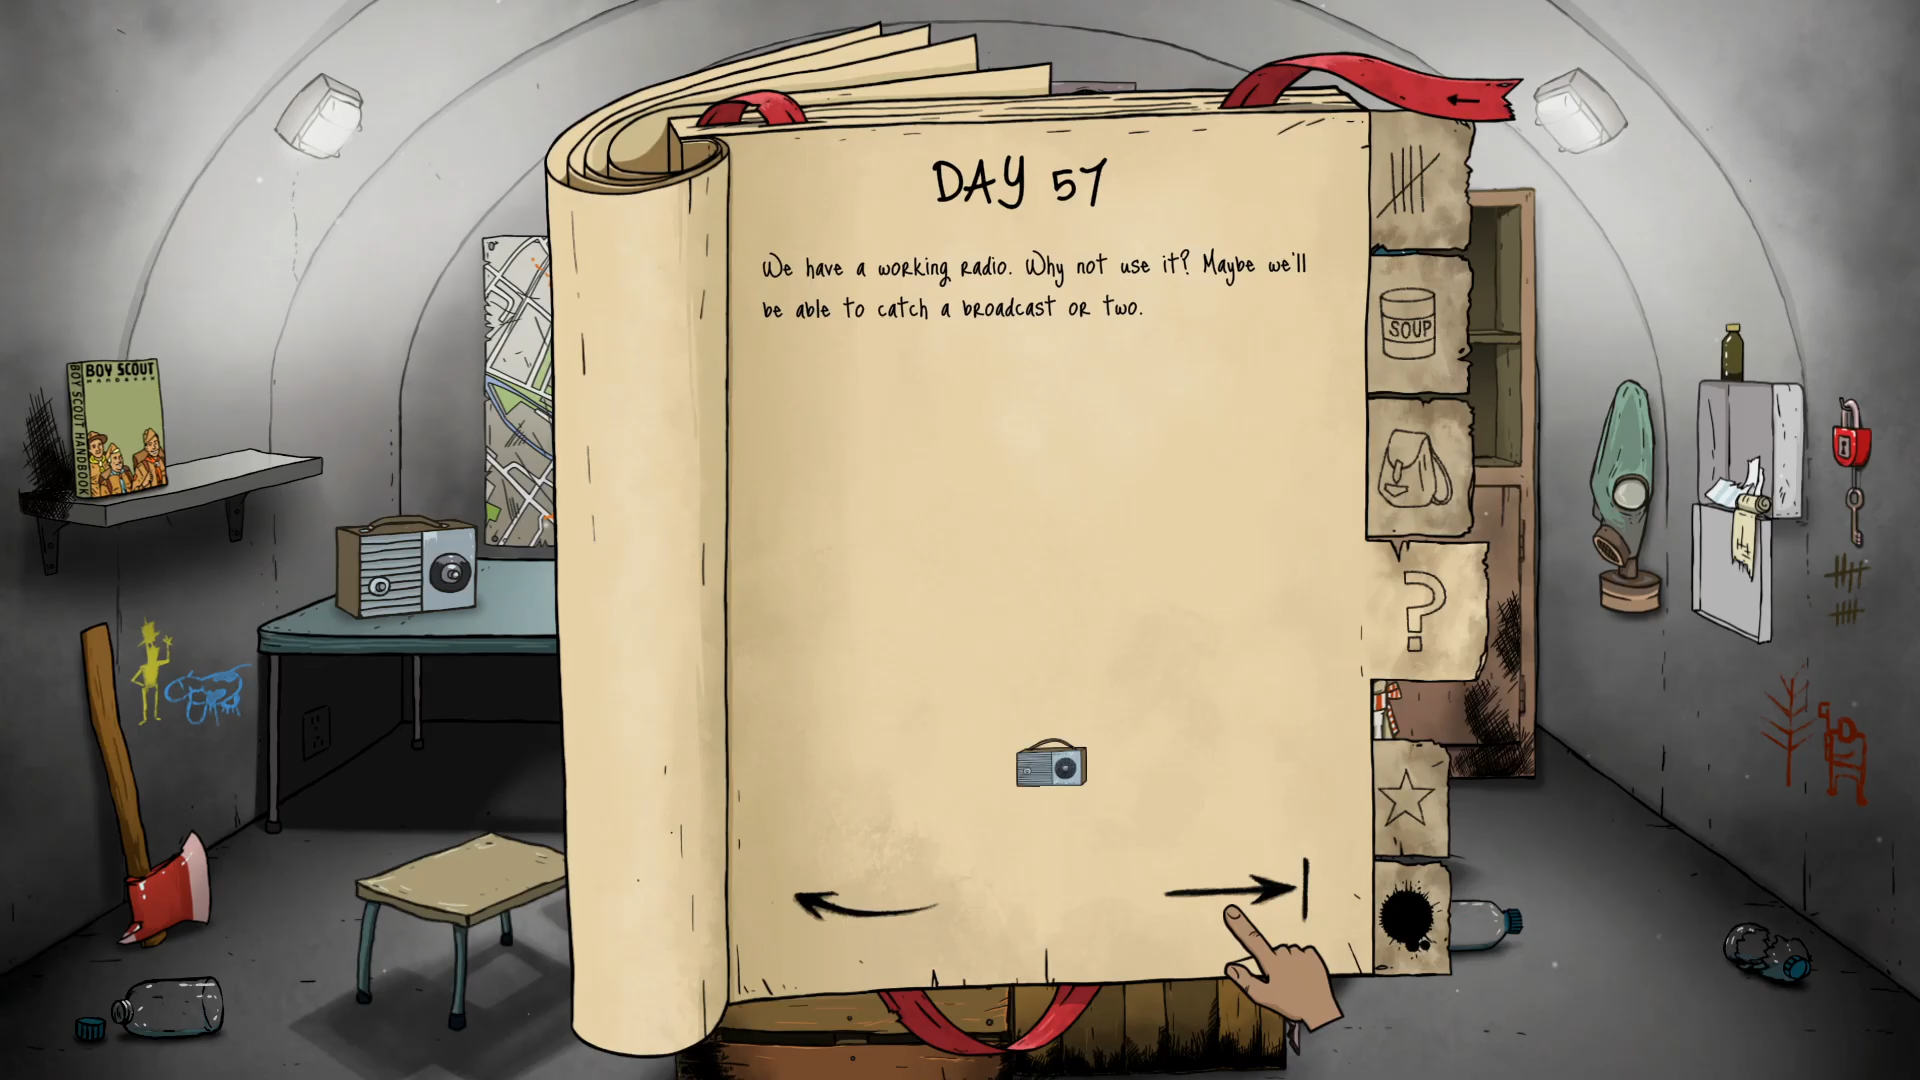 DAY 57
We have a working radio. Why not use it? Maybe we'll
be able to catch a broadcast or two.
BOY SCOUT
HANDBOOK
BOY SCOUT HANDBOOK
SOUP